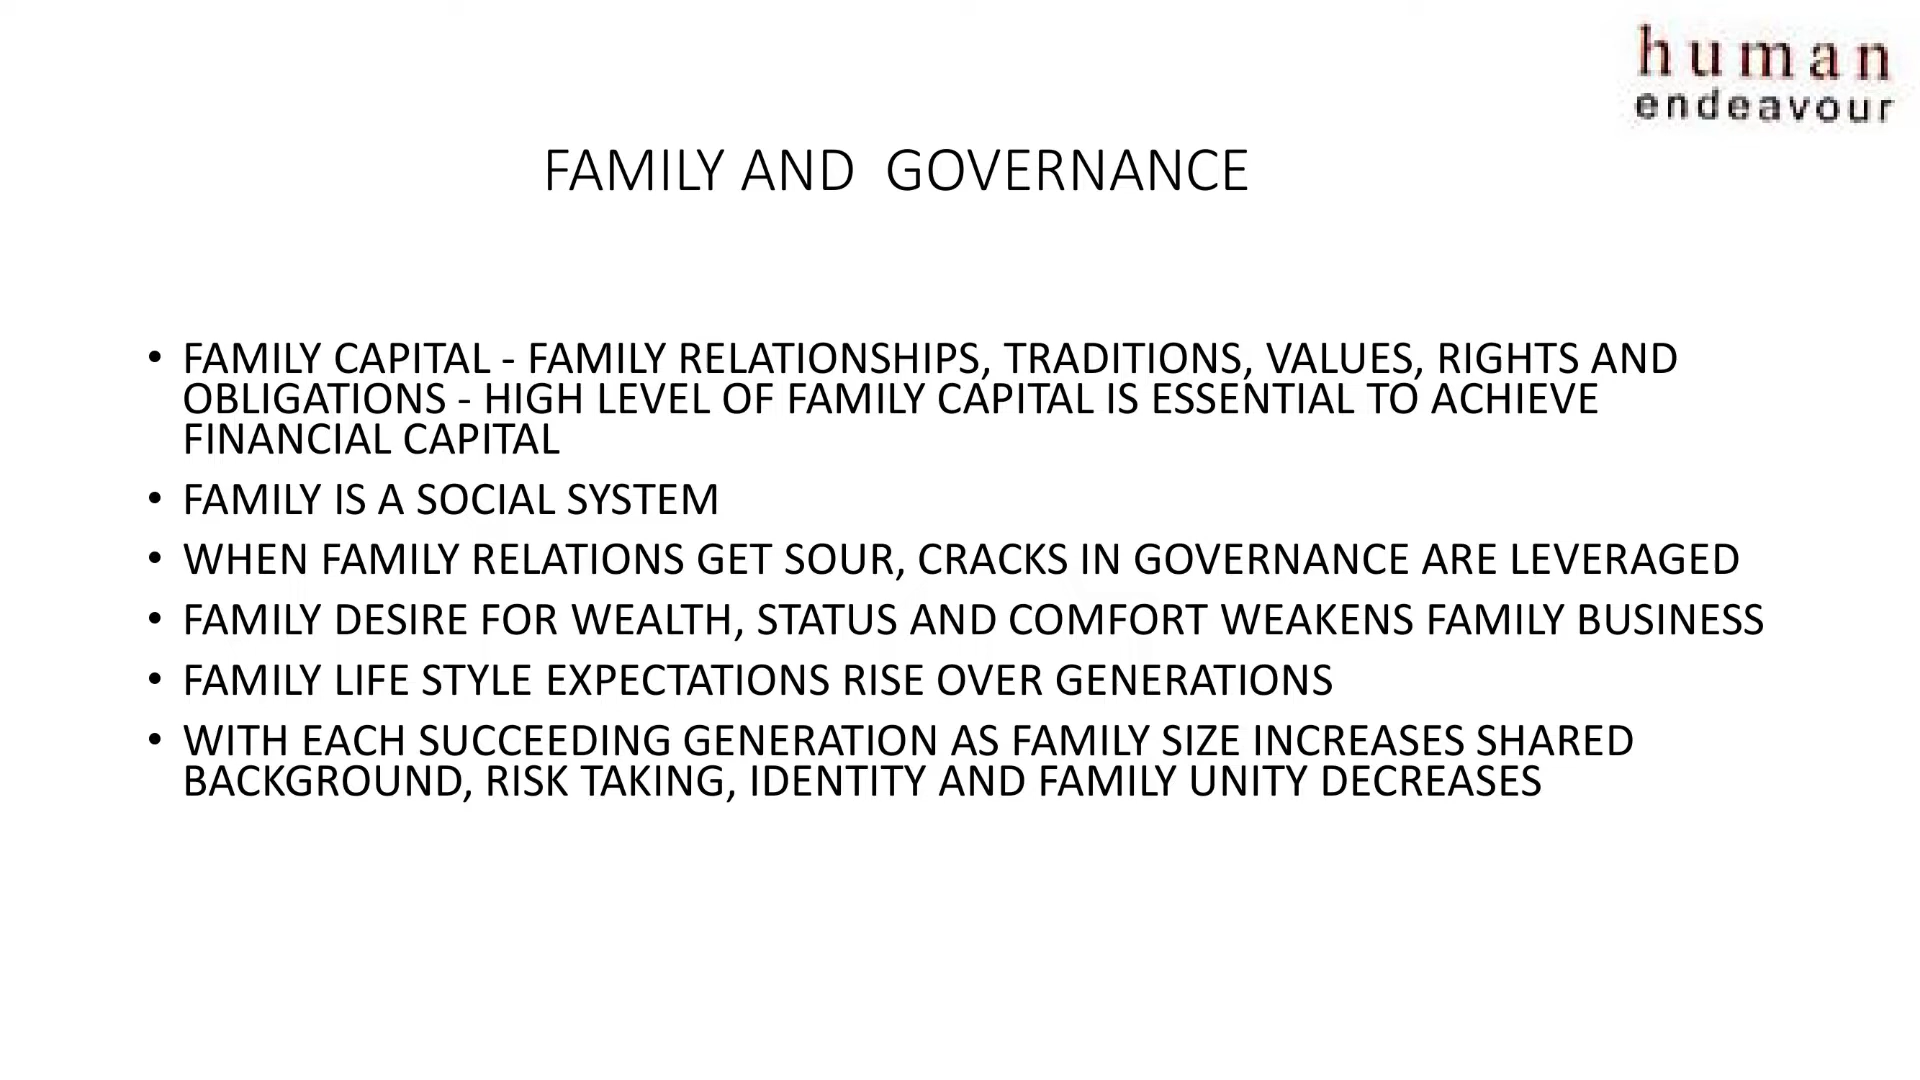 human
endeavour
FAMILY AND GOVERNANCE
• FAMILY CAPITAL - FAMILY RELATIONSHIPS, TRADITIONS, VALUES, RIGHTS AND
OBLIGATIONS - HIGH LEVEL OF FAMILY CAPITAL IS ESSENTIAL TO ACHIEVE
FINANCIAL CAPITAL
• FAMILY IS A SOCIAL SYSTEM
• WHEN FAMILY RELATIONS GET SOUR, CRACKS IN GOVERNANCE ARE LEVERAGED
• FAMILY DESIRE FOR WEALTH, STATUS AND COMFORT WEAKENS FAMILY BUSINESS
• FAMILY LIFE STYLE EXPECTATIONS RISE OVER GENERATIONS
• WITH EACH SUCCEEDING GENERATION AS FAMILY SIZE INCREASES SHARED
BACKGROUND, RISK TAKING, IDENTITY AND FAMILY UNITY DECREASES